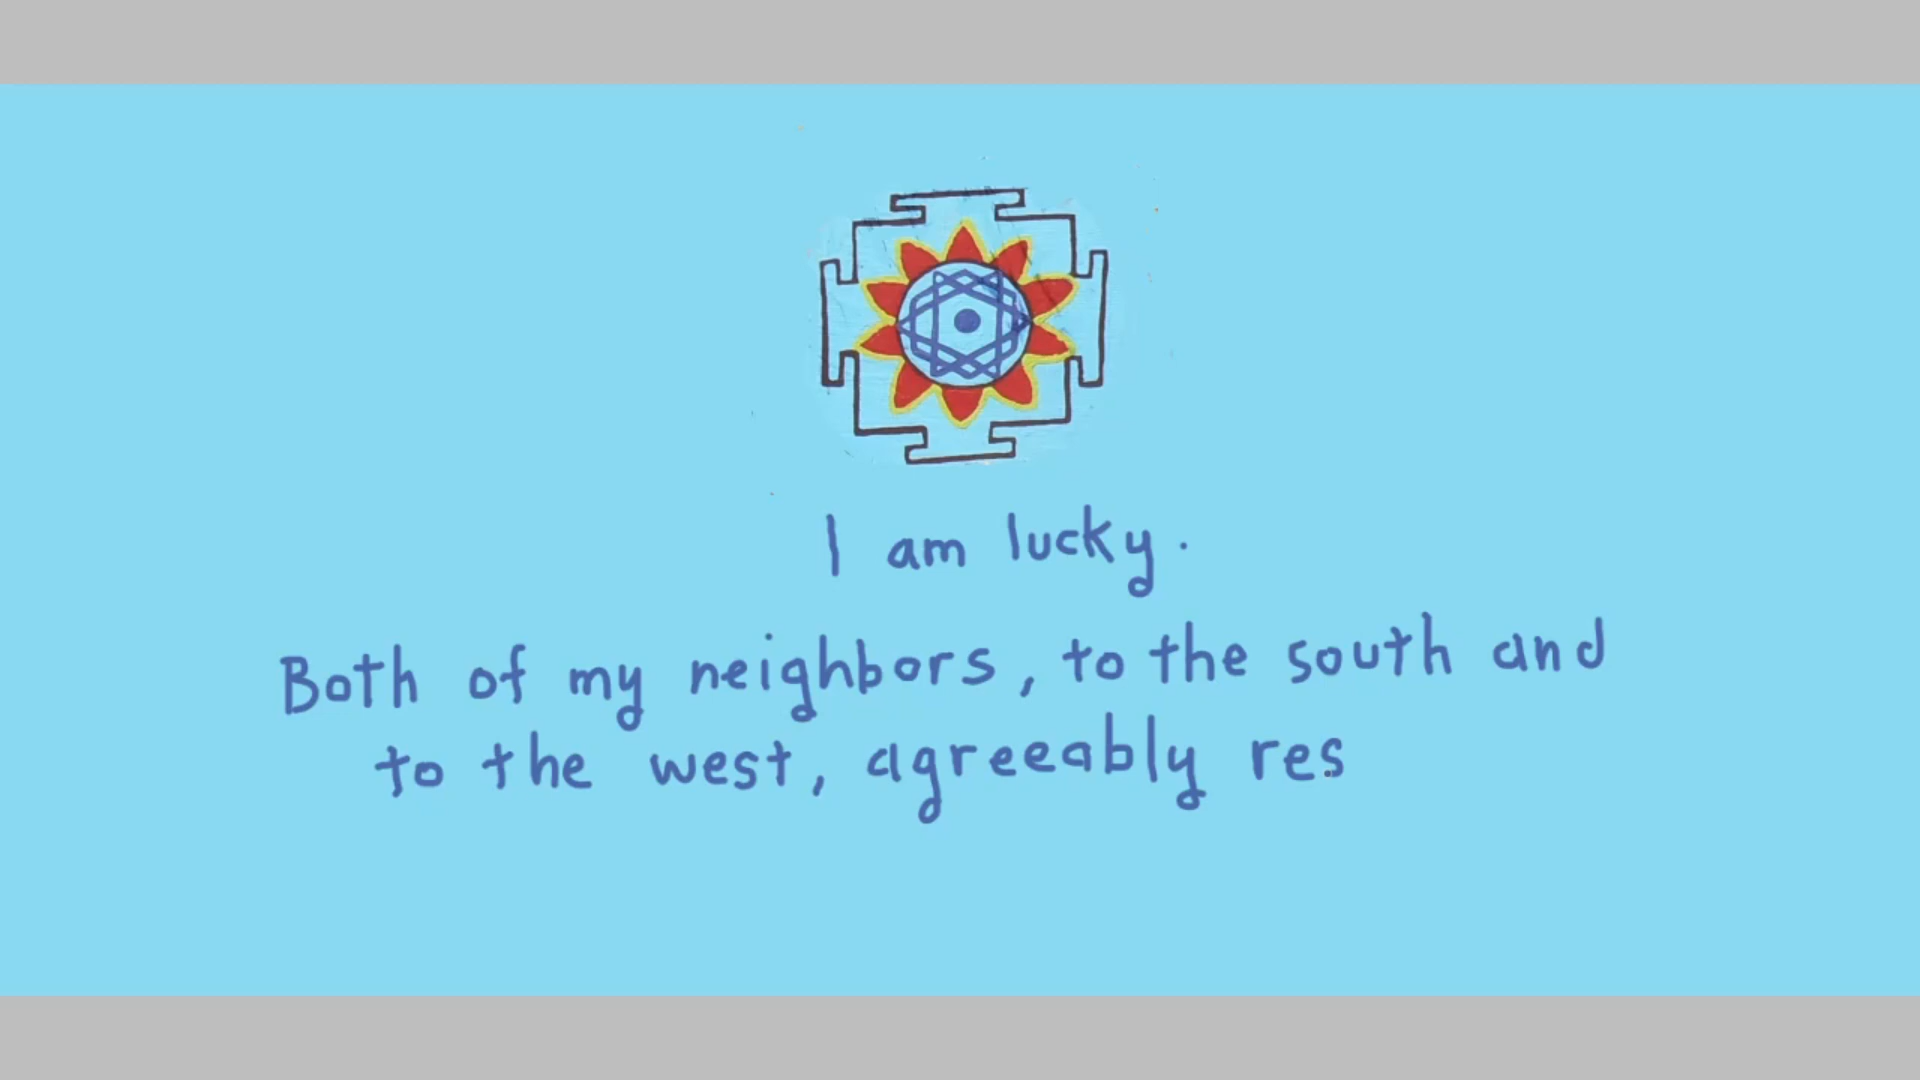 I am lucky.
Both of my neighbors, to the south and
to the west, agreeably res